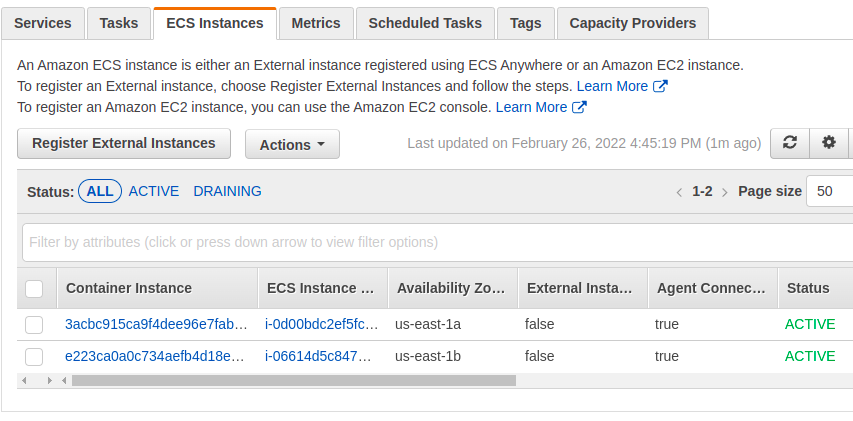 Services Tasks ECS Instances Metrics Scheduled Tasks Tags Capacity Providers
An Amazon ECS instance is either an External instance registered using ECS Anywhere or an Amazon EC2 instance.
To register an External instance, choose Register External Instances and follow the steps. Learn More
To register an Amazon EC2 instance, you can use the Amazon EC2 console. Learn More
Register External Instances Actions Last updated on February 26, 2022 4:45:19 PM (1m ago)
Status: ALL ACTIVE DRAINING 1-2 Page size 50
Filter by attributes (click or press down arrow to view filter options)
Container Instance ECS Instance ... Availability Zo... External Insta... Agent Connec... Status
3acbc915ca9f4dee96e7fab... i-0d00bdc2ef5fc... us-east-1a false true ACTIVE
e223ca0a0c734aefb4d18e... i-06614d5c847... us-east-1b false true ACTIVE